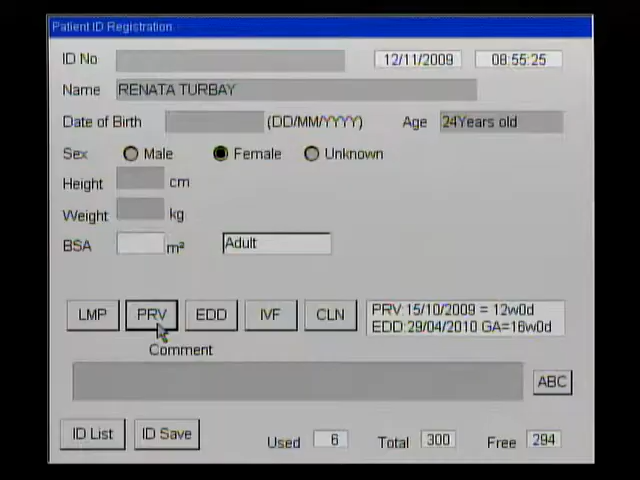 Patient ID Registration
ID No 12/11/2009 08:55:25
Name RENATA TURBAY
Date of Birth (DD/MM/YYYY) Age 24Years old
Sex Male Female Unknown
Height cm
Weight kg
BSA m² Adult
LMP PRV EDD IVF CLN PRV:15/10/2009 = 12w0d
EDD:29/04/2010 GA=16w0d
Comment
ABC
ID List ID Save Used 6 Total 300 Free 294